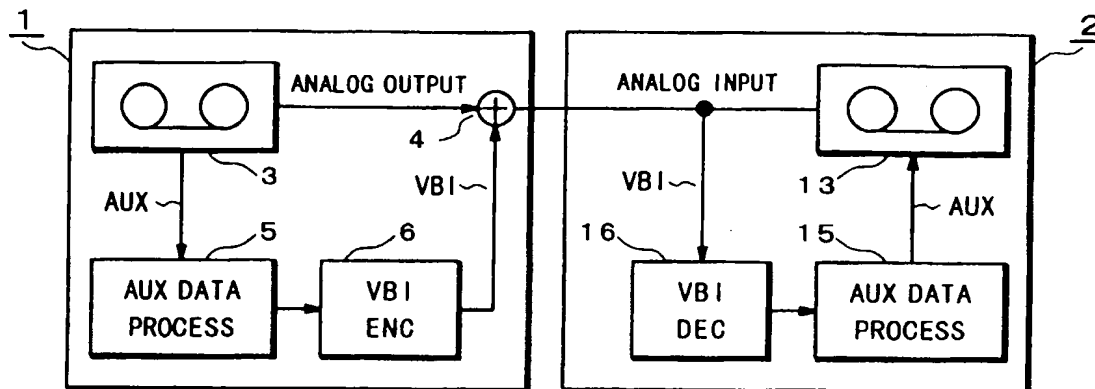 1
2
ANALOG OUTPUT
ANALOG INPUT
4
3
13
VBI
VBI
AUX
AUX
5
6
16
15
AUX DATA
PROCESS
VBI
ENC
VBI
DEC
AUX DATA
PROCESS